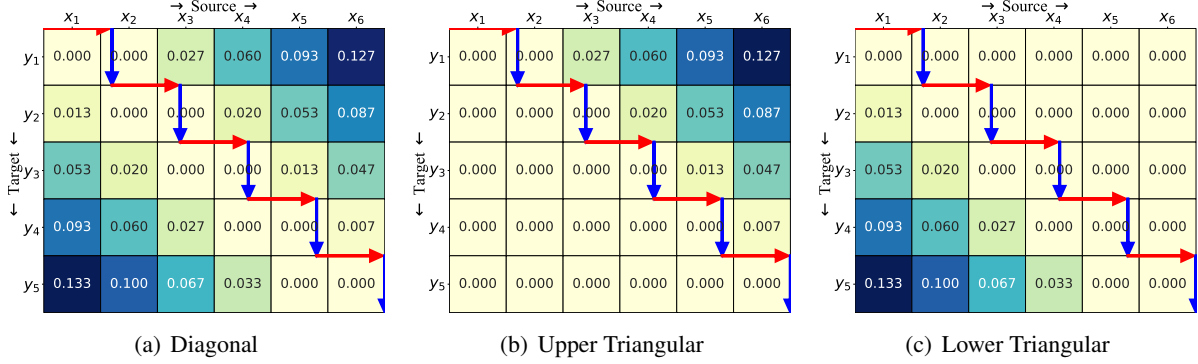 → Source →
x1 x2 x3 x4 x5 x6
← Target ←
y1 0.000 0.000 0.027 0.060 0.093 0.127
y2 0.013 0.000 0.000 0.020 0.053 0.087
y3 0.053 0.020 0.000 0.000 0.013 0.047
y4 0.093 0.060 0.027 0.000 0.000 0.007
y5 0.133 0.100 0.067 0.033 0.000 0.000
(a) Diagonal
→ Source →
x1 x2 x3 x4 x5 x6
← Target ←
y1 0.000 0.000 0.027 0.060 0.093 0.127
y2 0.000 0.000 0.000 0.020 0.053 0.087
y3 0.000 0.000 0.000 0.000 0.013 0.047
y4 0.000 0.000 0.000 0.000 0.000 0.007
y5 0.000 0.000 0.000 0.000 0.000 0.000
(b) Upper Triangular
→ Source →
x1 x2 x3 x4 x5 x6
← Target ←
y1 0.000 0.000 0.000 0.000 0.000 0.000
y2 0.013 0.000 0.000 0.000 0.000 0.000
y3 0.053 0.020 0.000 0.000 0.000 0.000
y4 0.093 0.060 0.027 0.000 0.000 0.000
y5 0.133 0.100 0.067 0.033 0.000 0.000
(c) Lower Triangular